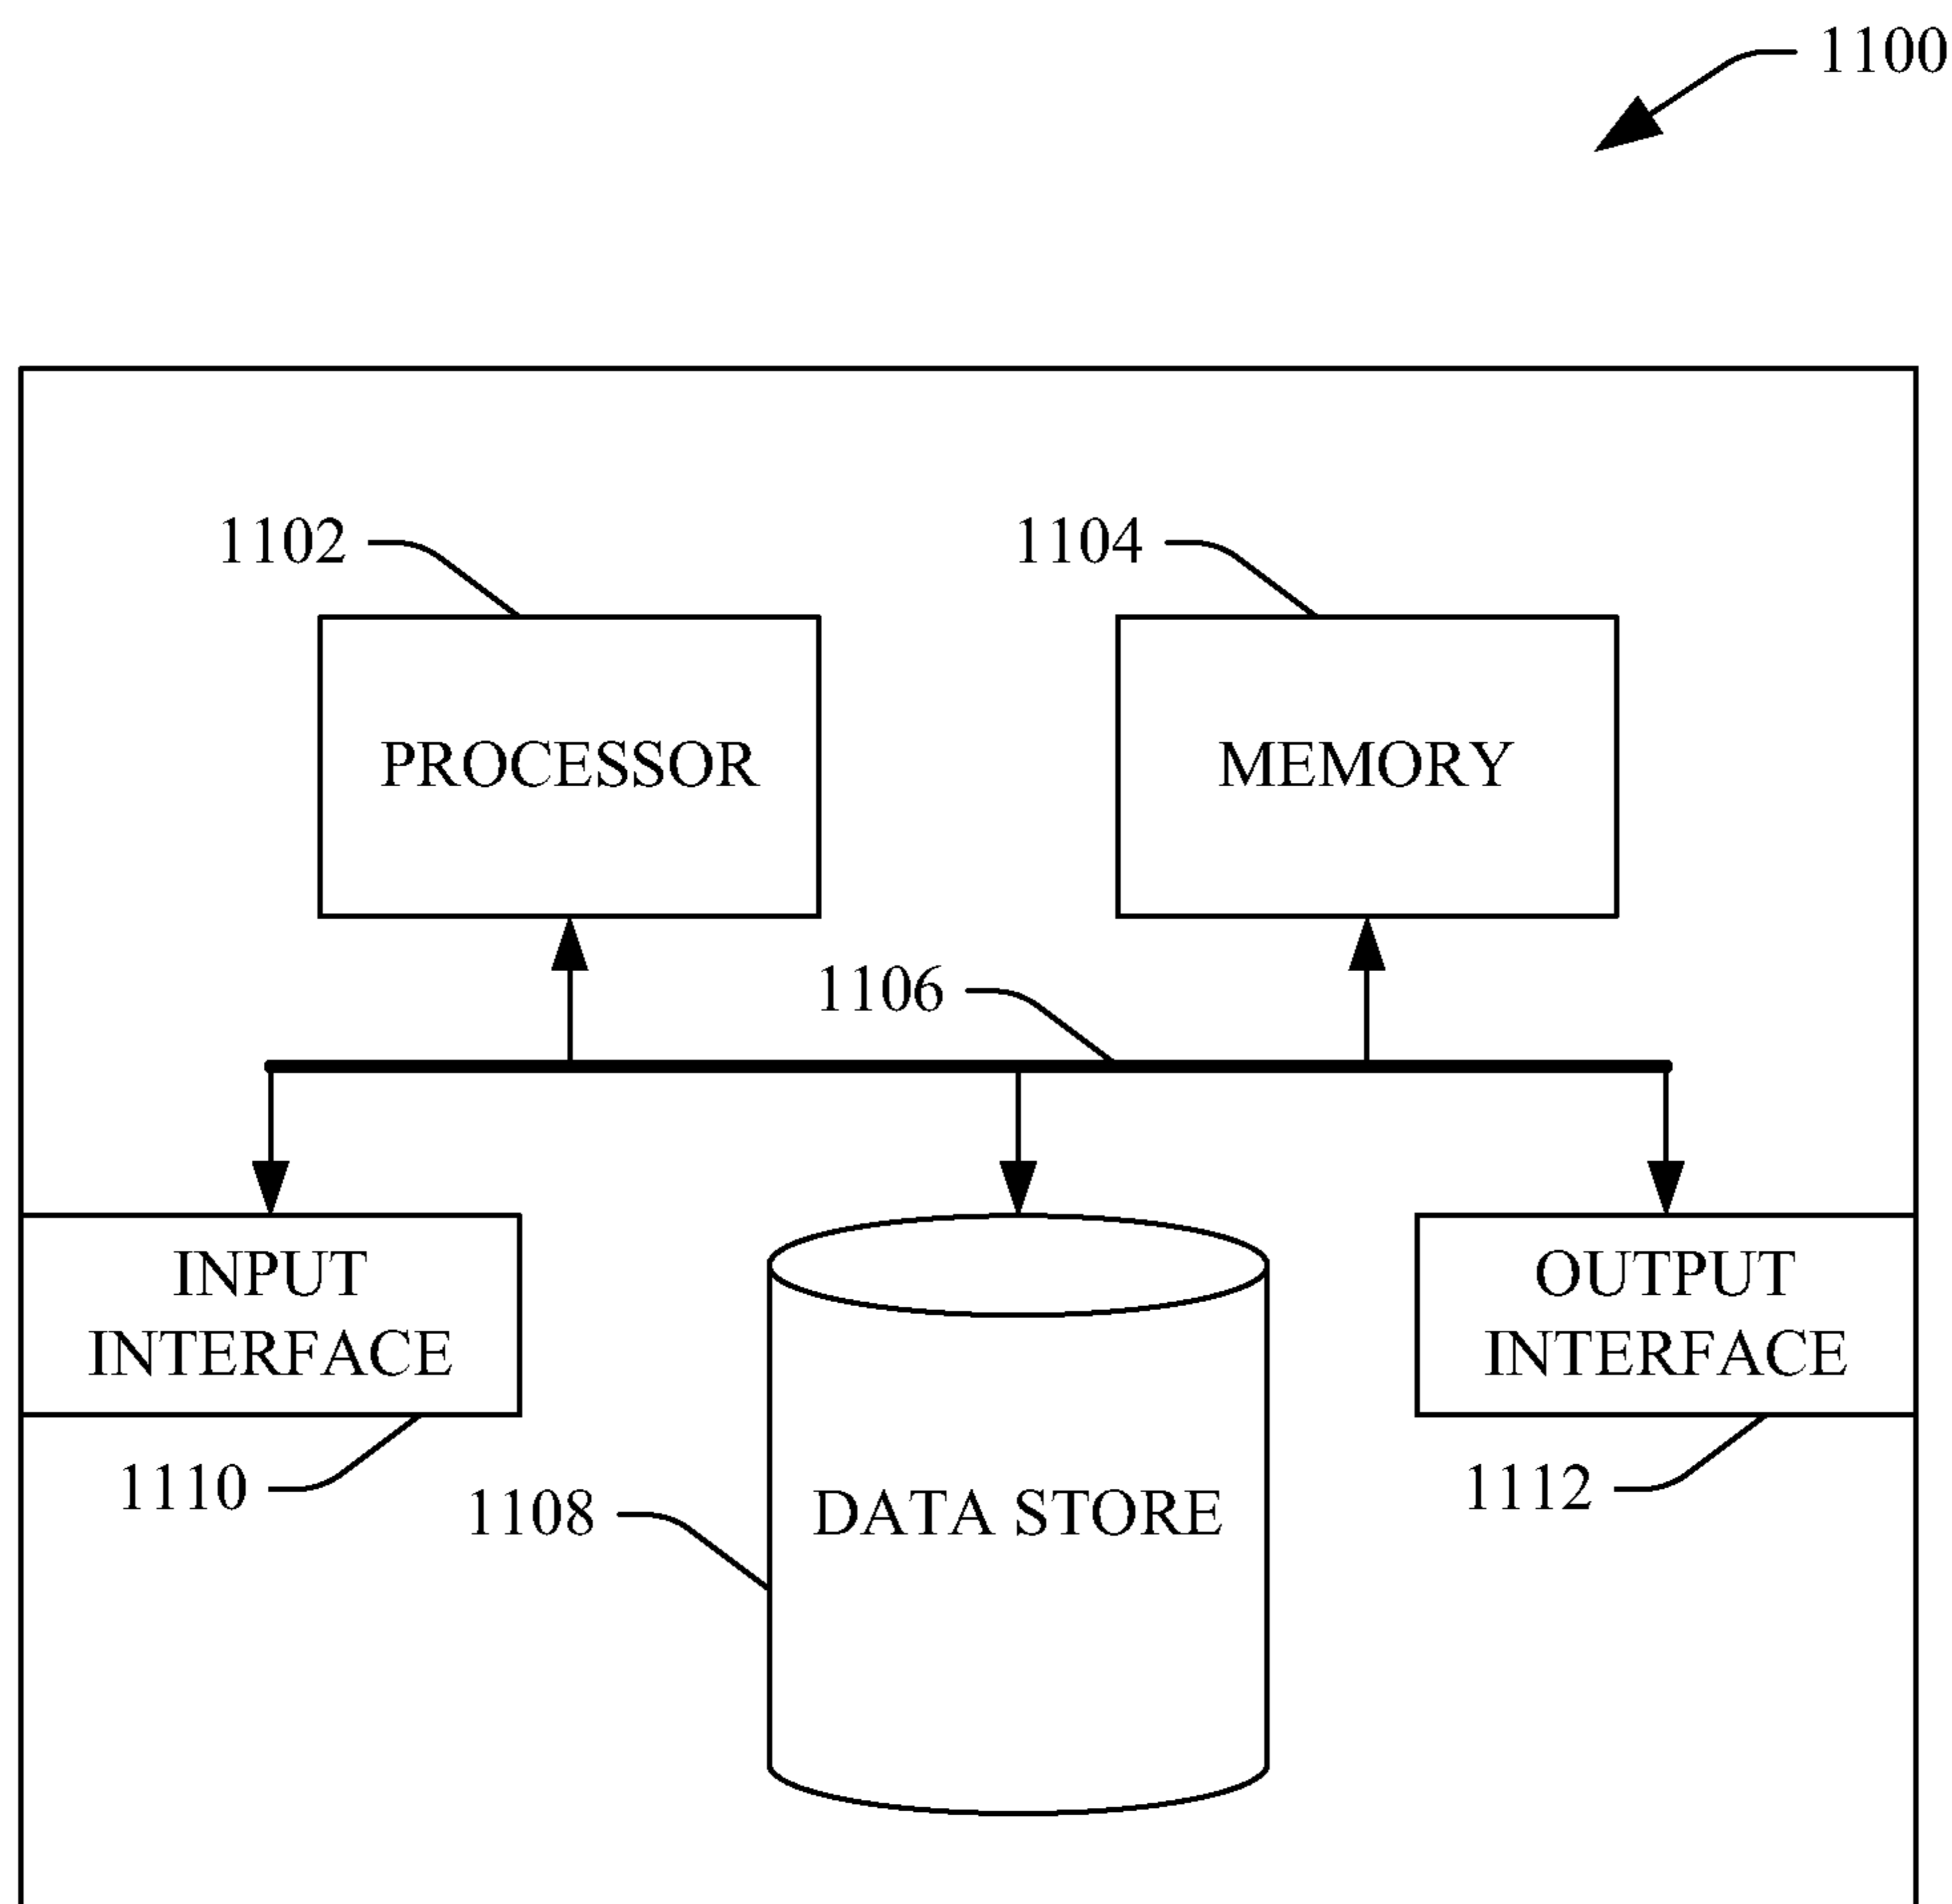 1100
1102
1104
PROCESSOR
MEMORY
1106
INPUT
INTERFACE
OUTPUT
INTERFACE
1110
1108
DATA STORE
1112